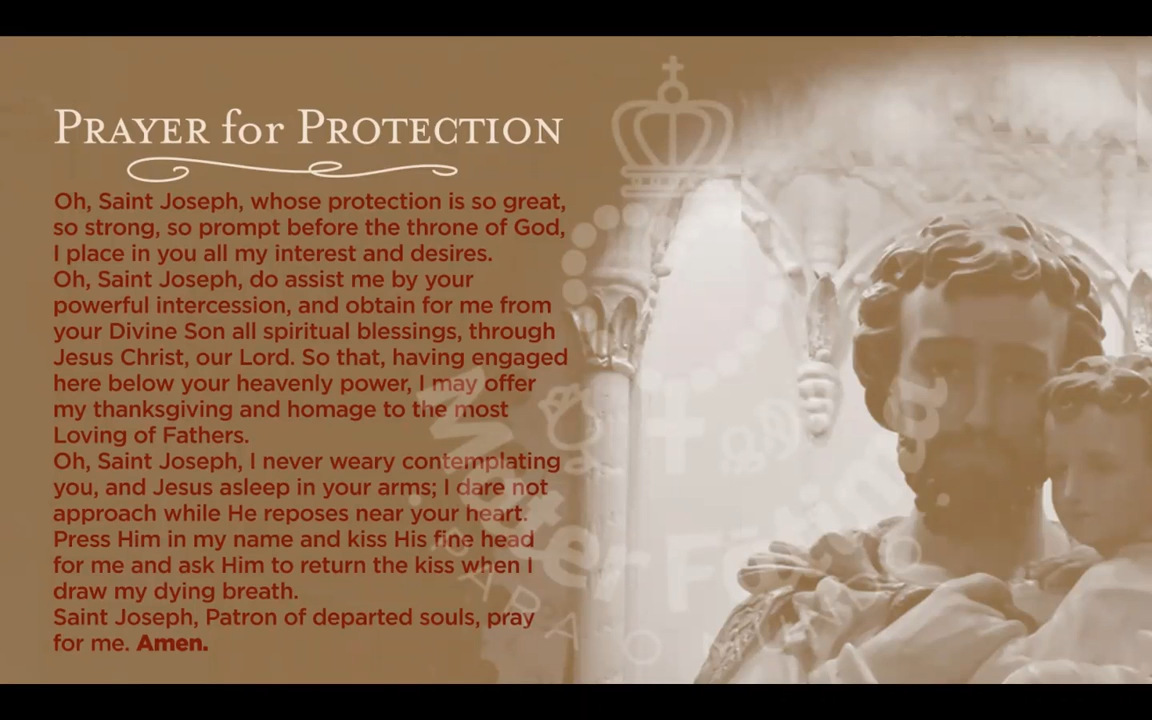 PRAYER for PROTECTION
Oh, Saint Joseph, whose protection is so great,
so strong, so prompt before the throne of God,
I place in you all my interest and desires.
Oh, Saint Joseph, do assist me by your
powerful intercession, and obtain for me from
your Divine Son all spiritual blessings, through
Jesus Christ, our Lord. So that, having engaged
here below your heavenly power, I may offer
my thanksgiving and homage to the most
Loving of Fathers.
Oh, Saint Joseph, I never weary contemplating
you, and Jesus asleep in your arms; I dare not
approach while He reposes near your heart.
Press Him in my name and kiss His fine head
for me and ask Him to return the kiss when I
draw my dying breath.
Saint Joseph, Patron of departed souls, pray
for me. Amen.
Mater Fātima